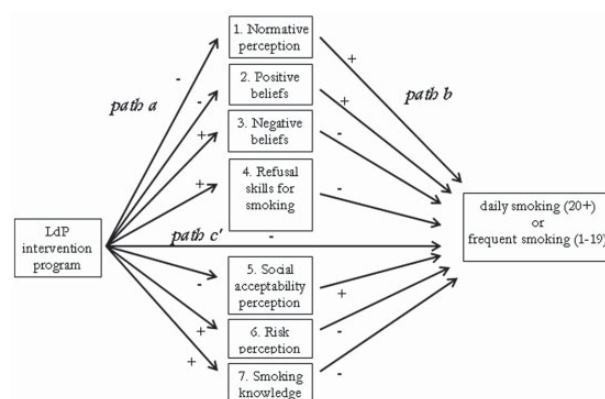 1. Normative
perception
+
-
2. Positive
beliefs
path a
-
+
path b
3. Negative
beliefs
+
-
4. Refusal
skills for
smoking
+
-
LdP
intervention
program
path c'
-
daily smoking (20+)
or
frequent smoking (1-19)
5. Social
acceptability
perception
-
+
6. Risk
perception
+
-
7. Smoking
knowledge
+
-